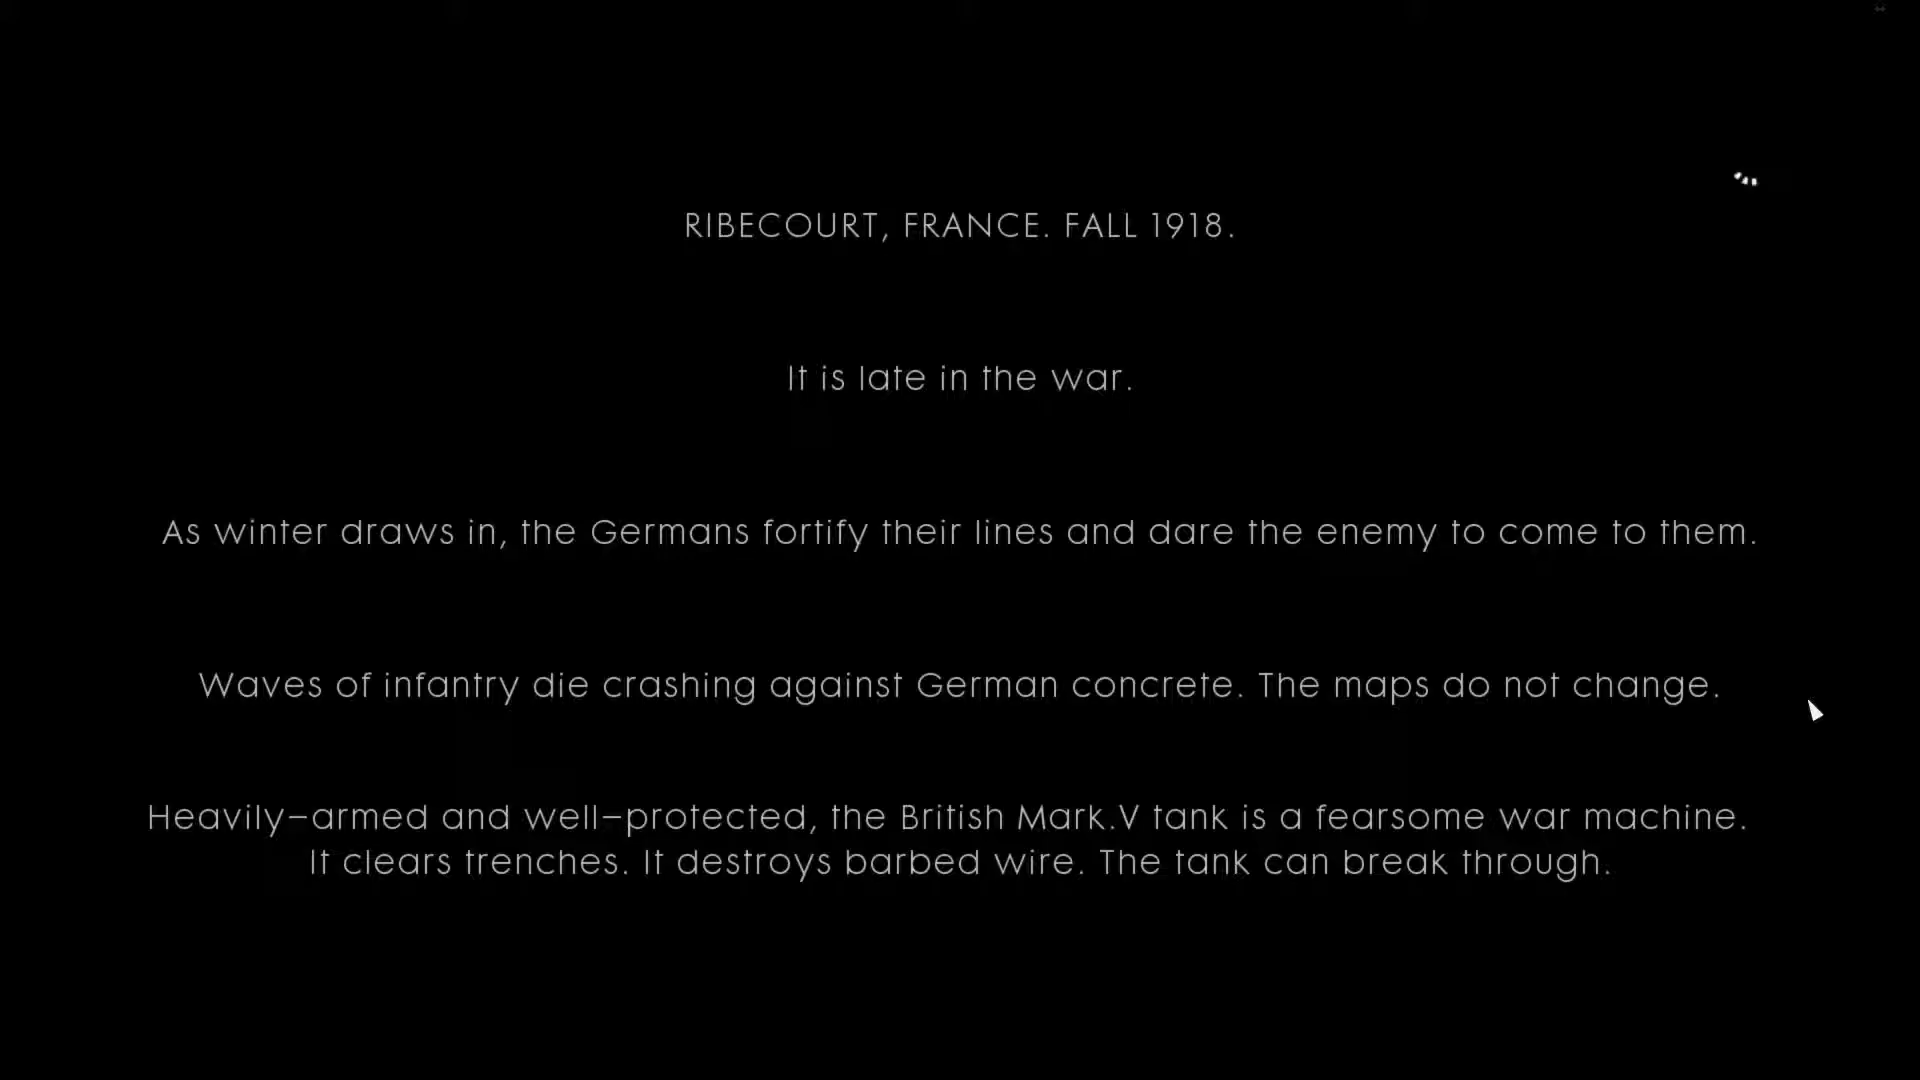 RIBECOURT, FRANCE. FALL 1918.
It is late in the war.
As winter draws in, the Germans fortify their lines and dare the enemy to come to them.
Waves of infantry die crashing against German concrete. The maps do not change.
Heavily-armed and well-protected, the British Mark.V tank is a fearsome war machine.
It clears trenches. It destroys barbed wire. The tank can break through.